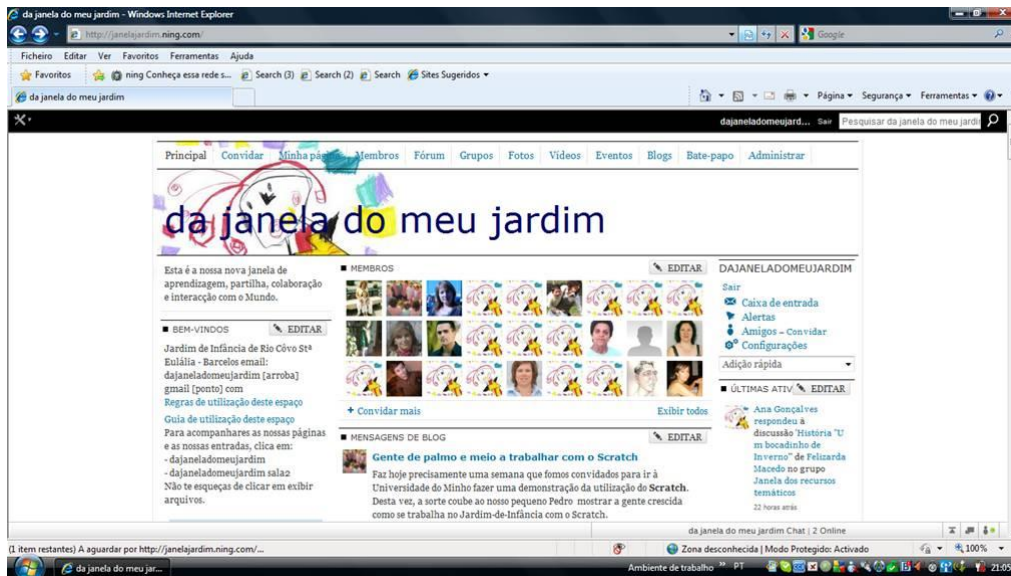 da janela do meu jardim - Windows Internet Explorer
http://janelajardim.ning.com/
Google
Ficheiro Editar Ver Favoritos Ferramentas Ajuda
Favoritos ning Conheça essa rede s... Search (3) Search (2) Search Sites Sugeridos
da janela do meu jardim
Página Segurança Ferramentas
dajaneladomeujard... Sair Pesquisar da janela do meu jardi
Principal Convidar Minha página Membros Fórum Grupos Fotos Vídeos Eventos Blogs Bate-papo Administrar
da janela do meu jardim
Esta é a nossa nova janela de
aprendizagem, partilha, colaboração
e interacção com o Mundo.
BEM-VINDOS EDITAR
Jardim de Infância de Rio Côvo Stª
Eulália - Barcelos email:
dajaneladomeujardim [arroba]
gmail [ponto] com
Regras de utilização deste espaço
Guia de utilização deste espaço
Para acompanhares as nossas páginas
e as nossas entradas, clica em:
- dajaneladomeujardim
- dajaneladomeujardim sala2
Não te esqueças de clicar em exibir
arquivos.
MEMBROS EDITAR
+ Convidar mais Exibir todos
MENSAGENS DE BLOG EDITAR
Gente de palmo e meio a trabalhar com o Scratch
Faz hoje precisamente uma semana que fomos convidados para ir à
Universidade do Minho fazer uma demonstração da utilização do Scratch.
Desta vez, a sorte coube ao nosso pequeno Pedro mostrar a gente crescida
como se trabalha no Jardim-de-Infância com o Scratch.
DAJANELADOMEUJARDIM
Sair
Caixa de entrada
Alertas
Amigos - Convidar
Configurações
Adição rápida
ÚLTIMAS ATIV EDITAR
Ana Gonçalves
respondeu à
discussão 'História "U
m bocadinho de
Inverno" de Felizarda
Macedo no grupo
Janela dos recursos
temáticos
22 horas atrás
da janela do meu jardim Chat | 2 Online
(1 item restantes) A aguardar por http://janelajardim.ning.com/...
Zona desconhecida | Modo Protegido: Activado 100%
da janela do meu jar... Ambiente de trabalho PT 21:05